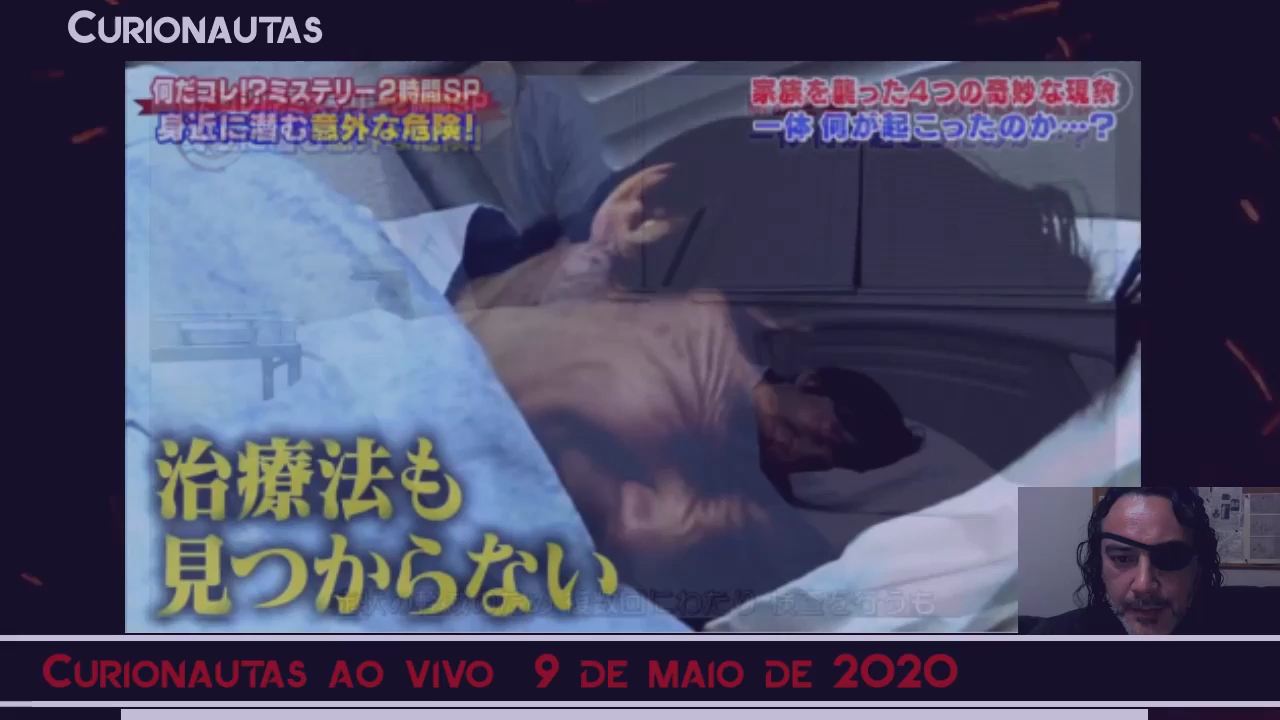 CURIONAUTAS
何だコレ!?ミステリー2時間SP
身近に潜む意外な危険!
家族を襲った4つの奇妙な現象
一体 何が起こったのか…?
治療法も
見つからない
CURIONAUTAS AO VIVO 9 DE MAIO DE 2020